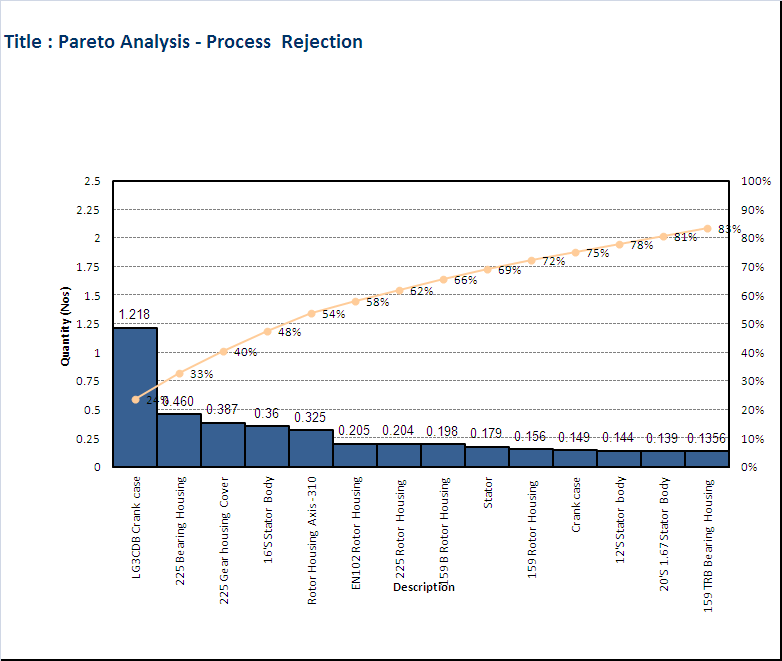 Title : Pareto Analysis - Process  Rejection
2.5
2.25
2
1.75
1.5
1.25
1
0.75
0.5
0.25
0
Quantity (Nos)
100%
90%
80%
70%
60%
50%
40%
30%
20%
10%
0%
1.218
0.460
0.387
0.36
0.325
0.205
0.204
0.198
0.179
0.156
0.149
0.144
0.139
0.1356
24%
33%
40%
48%
54%
58%
62%
66%
69%
72%
75%
78%
81%
83%
LG3CDB Crank case
225 Bearing Housing
225 Gear housing Cover
16'S Stator Body
Rotor Housing Axis -310
EN102 Rotor Housing
225 Rotor Housing
159 B Rotor Housing
Stator
159 Rotor Housing
Crank case
12'S Stator body
20'S 1.67 Stator Body
159 TRB Bearing Housing
Description